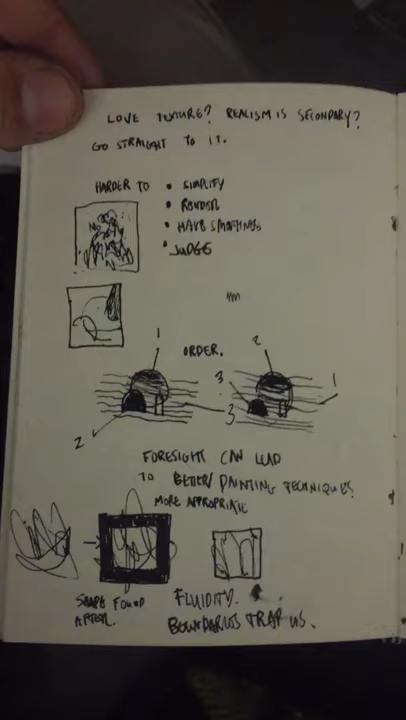 LOVE TEXTURE? REALISM IS SECONDARY?
GO STRAIGHT TO IT.
HARDER TO • SIMPLIFY
• RENDER
• HAVE
• JUDGE
NO
ORDER.
1
2
3
2
3
1
FORESIGHT CAN LEAD
TO BETTER/PAINTING TECHNIQUES.
MORE APPROPRIATE
SHAPE FOUND
AFTER.
FLUIDITY.
BOUNDARIES TRAP US.